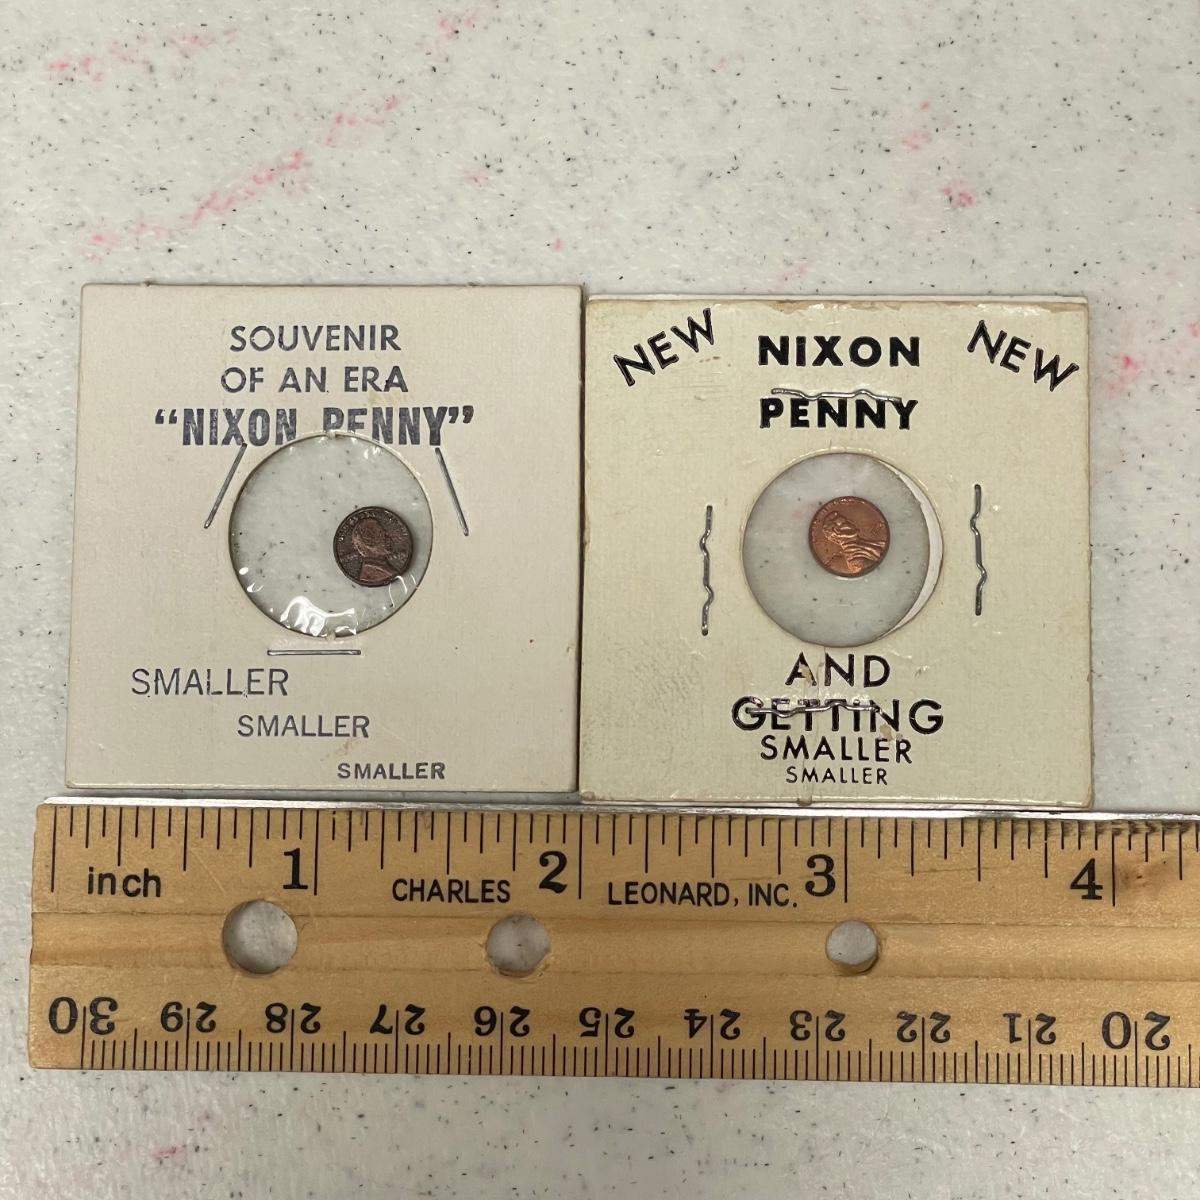 SOUVENIR
OF AN ERA
“NIXON PENNY”
SMALLER
SMALLER
SMALLER
NEW NIXON NEW
PENNY
AND
GETTING
SMALLER
SMALLER
1 2 3 4
inch CHARLES LEONARD, INC.
30 29 28 27 26 25 24 23 22 21 20